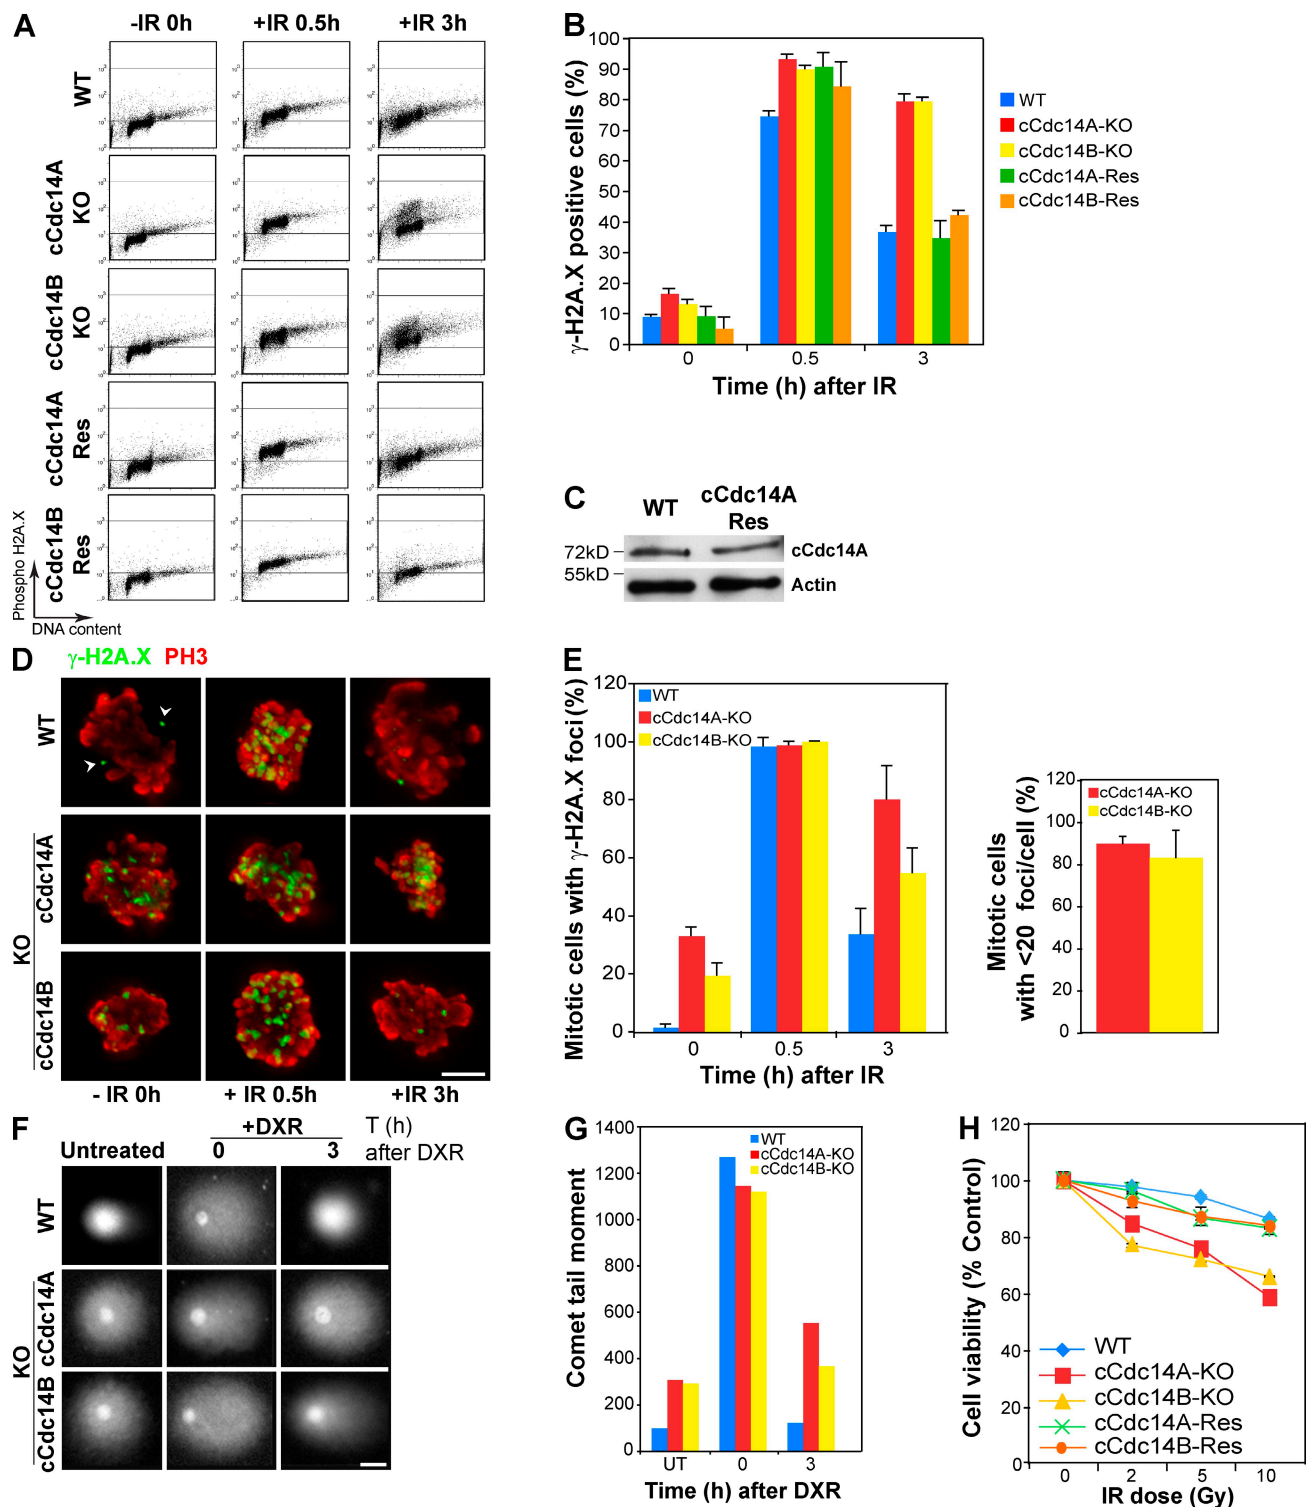 A
-IR 0h
+IR 0.5h
+IR 3h
WT
cCdc14A
KO
cCdc14B
KO
cCdc14A
Res
cCdc14B
Res
Phospho H2A.X
DNA content
B
γ-H2A.X positive cells (%)
100
90
80
70
60
50
40
30
20
10
0
0
0.5
3
Time (h) after IR
WT
cCdc14A-KO
cCdc14B-KO
cCdc14A-Res
cCdc14B-Res
C
WT
cCdc14A
Res
72kD
cCdc14A
55kD
Actin
D
γ-H2A.X PH3
WT
KO
cCdc14A
cCdc14B
- IR 0h
+ IR 0.5h
+IR 3h
E
Mitotic cells with γ-H2A.X foci (%)
120
100
80
60
40
20
0
WT
cCdc14A-KO
cCdc14B-KO
0
0.5
3
Time (h) after IR
Mitotic cells
with <20 foci/cell (%)
120
100
80
60
40
20
0
cCdc14A-KO
cCdc14B-KO
F
Untreated
+DXR
0
3
T (h)
after DXR
WT
KO
cCdc14A
cCdc14B
G
Comet tail moment
1400
1200
1000
800
600
400
200
0
WT
cCdc14A-KO
cCdc14B-KO
UT
0
3
Time (h) after DXR
H
Cell viability (% Control)
120
100
80
60
40
20
0
WT
cCdc14A-KO
cCdc14B-KO
cCdc14A-Res
cCdc14B-Res
0
2
5
10
IR dose (Gy)